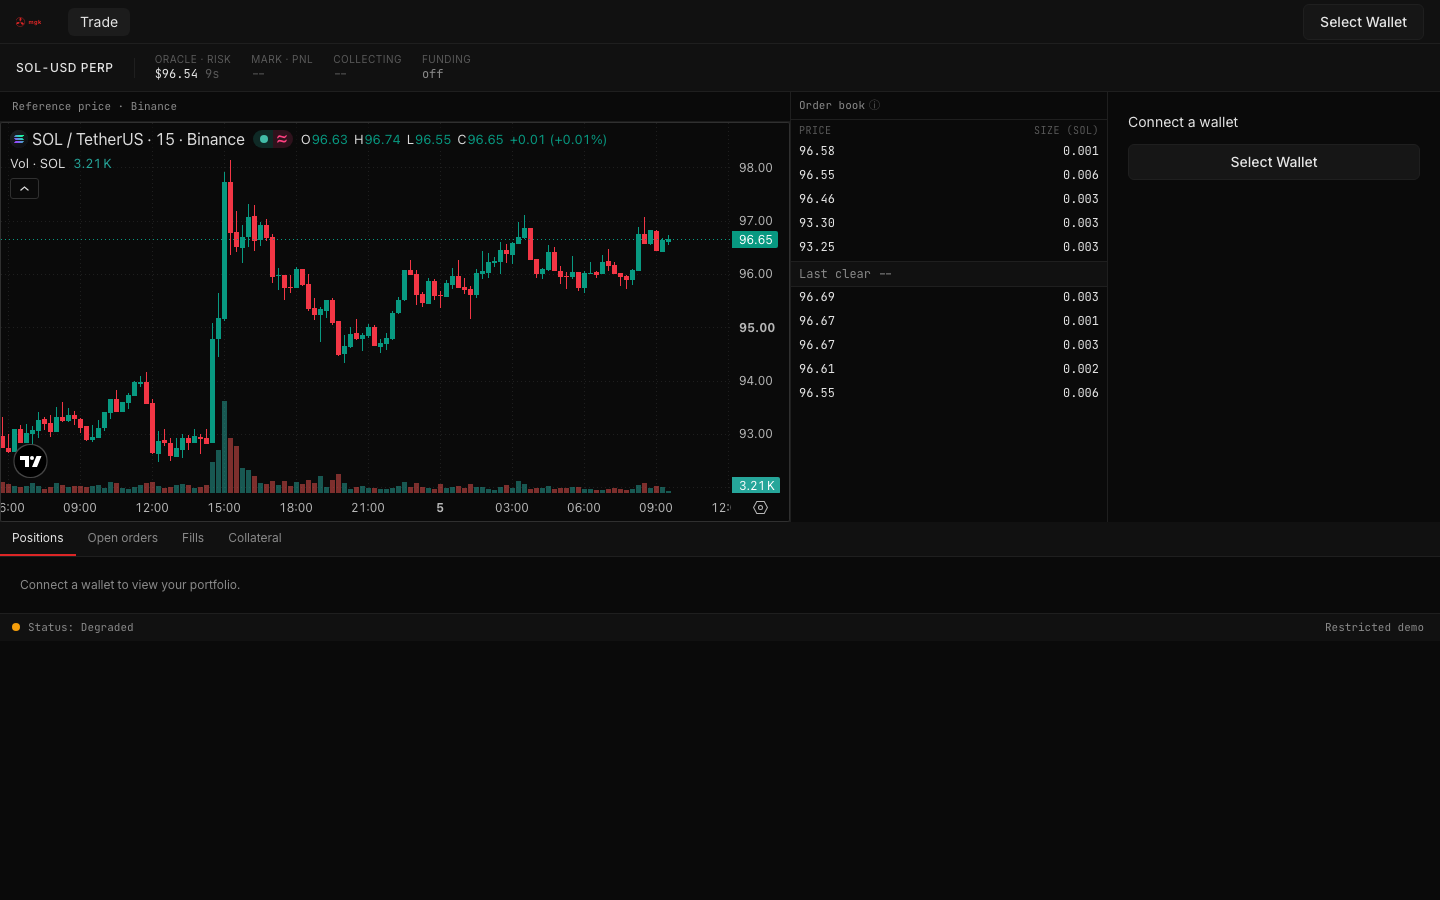 mgk
Trade
Select Wallet
SOL-USD PERP
ORACLE · RISK
$96.54 9s
MARK · PNL
--
COLLECTING
--
FUNDING
off
Reference price · Binance
SOL / TetherUS · 15 · Binance
O96.63 H96.74 L96.55 C96.65 +0.01 (+0.01%)
Vol · SOL 3.21K
98.00
97.00
96.65
96.00
95.00
94.00
93.00
3.21K
6:00 09:00 12:00 15:00 18:00 21:00 5 03:00 06:00 09:00 12:
Order book
PRICE SIZE (SOL)
96.58 0.001
96.55 0.006
96.46 0.003
93.30 0.003
93.25 0.003
Last clear --
96.69 0.003
96.67 0.001
96.67 0.003
96.61 0.002
96.55 0.006
Connect a wallet
Select Wallet
Positions Open orders Fills Collateral
Connect a wallet to view your portfolio.
Status: Degraded
Restricted demo